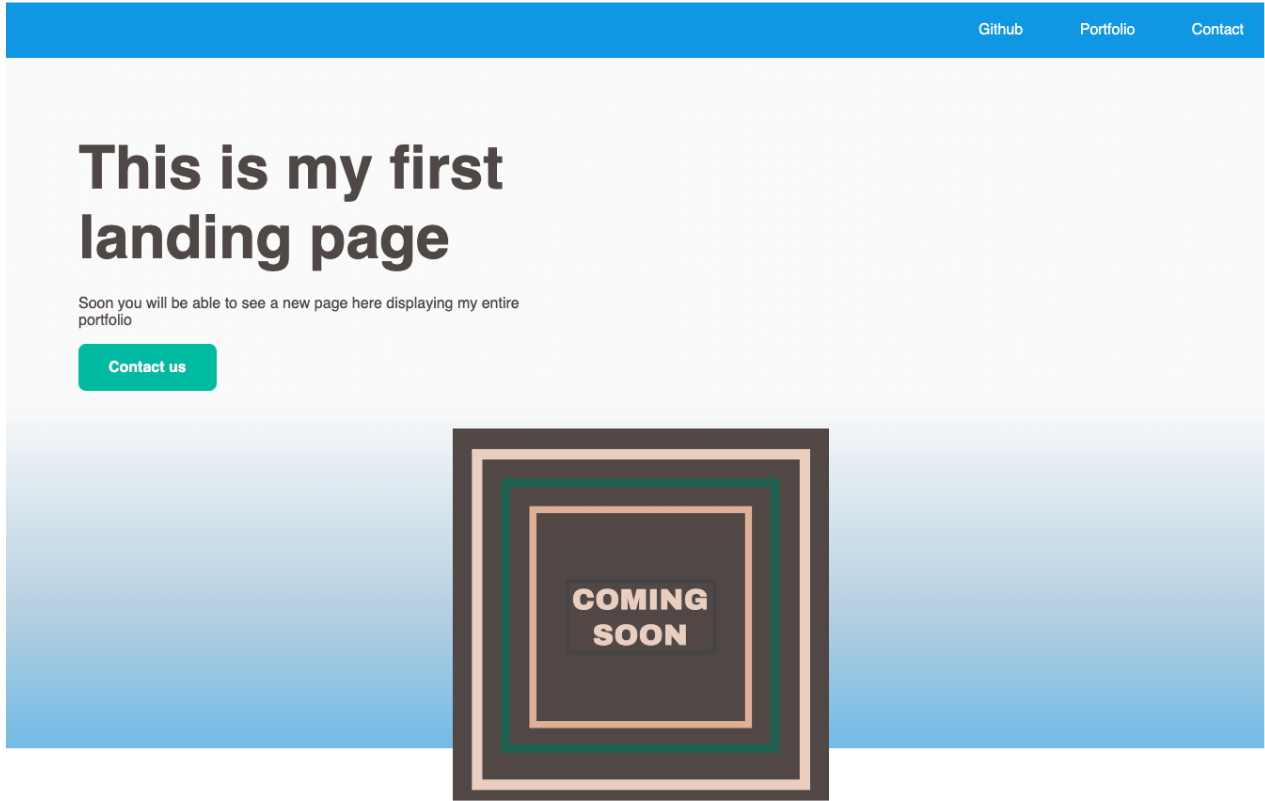 Github Portfolio Contact
This is my first
landing page
Soon you will be able to see a new page here displaying my entire
portfolio
Contact us
COMING
SOON